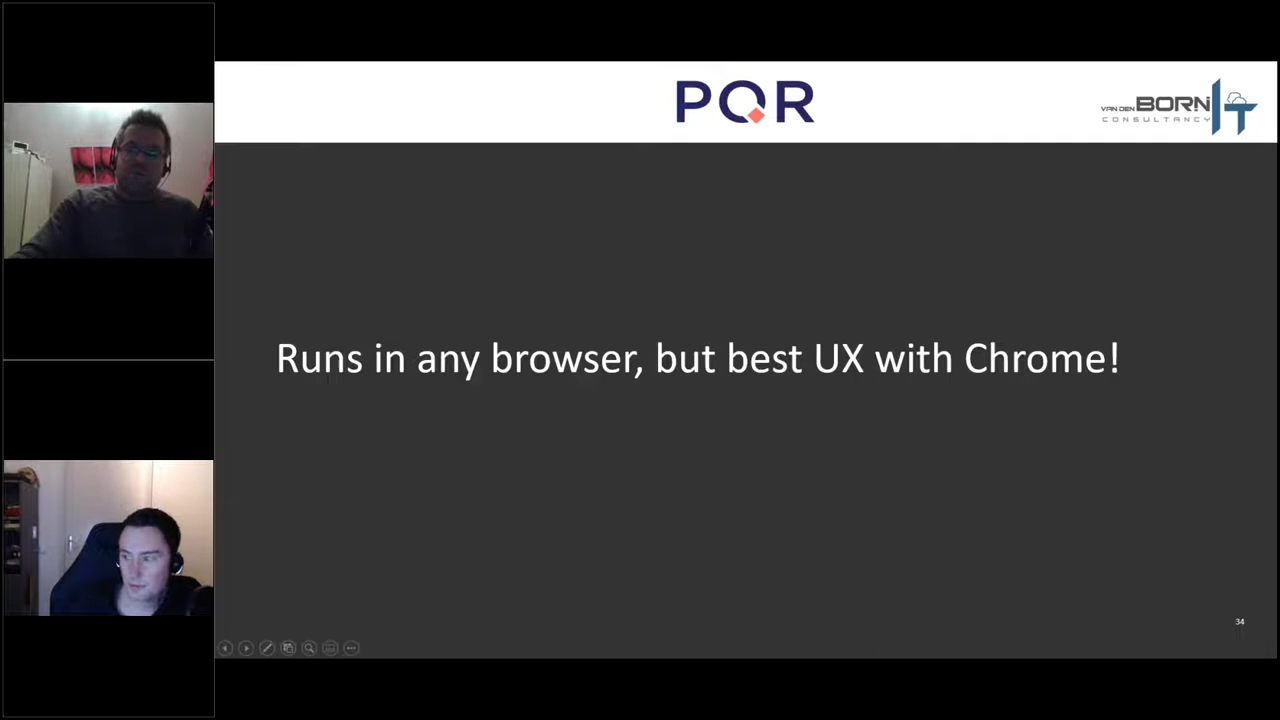 PQR
VAN DEN BORN IT
CONSULTANCY
Runs in any browser, but best UX with Chrome!
34